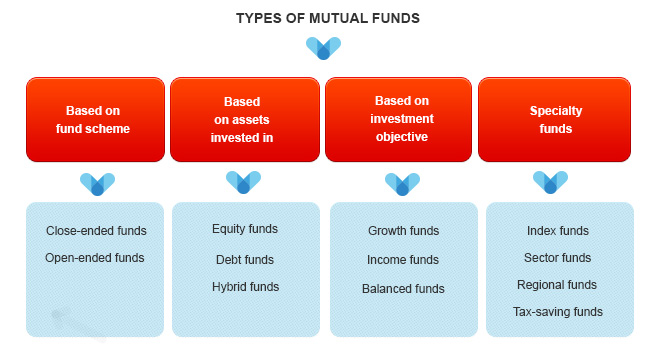 TYPES OF MUTUAL FUNDS
Based on
fund scheme
Based
on assets
invested in
Based on
investment
objective
Specialty
funds
Close-ended funds
Open-ended funds
Equity funds
Debt funds
Hybrid funds
Growth funds
Income funds
Balanced funds
Index funds
Sector funds
Regional funds
Tax-saving funds